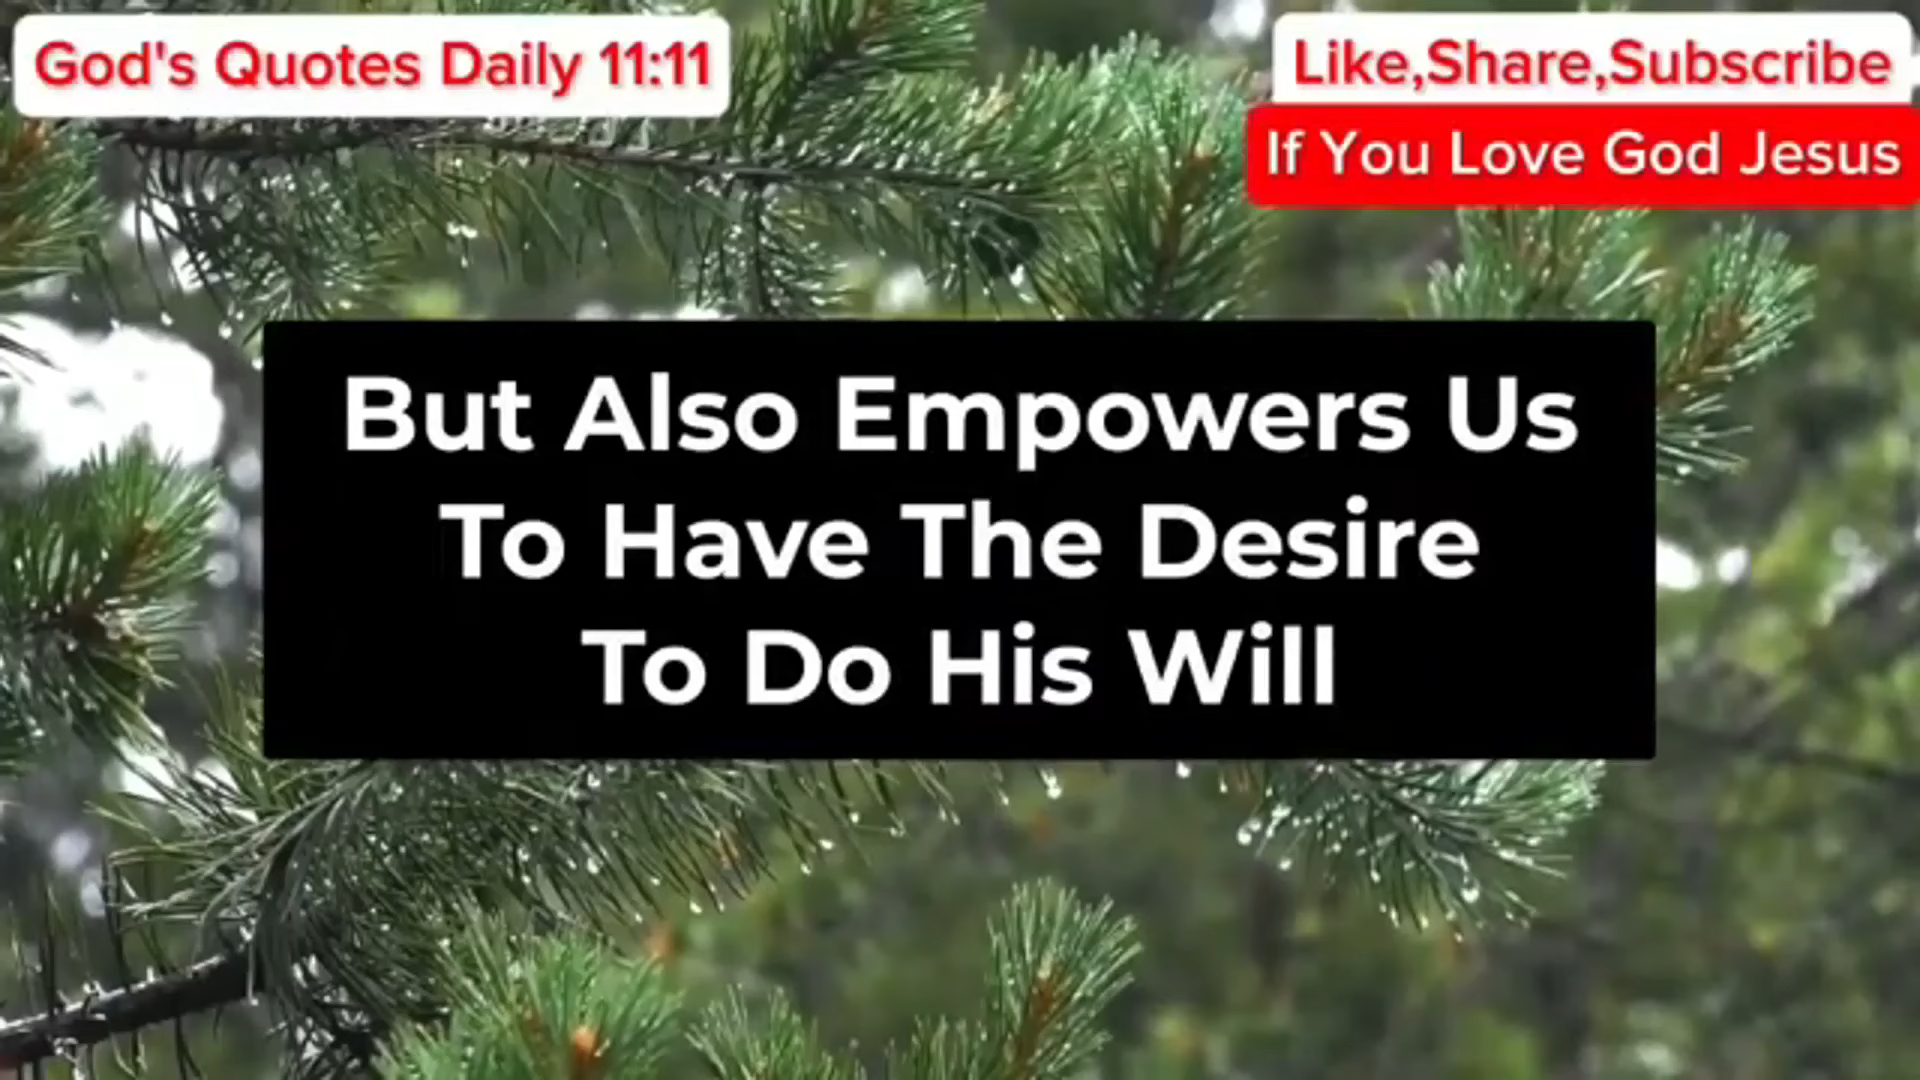 God's Quotes Daily 11:11
Like,Share,Subscribe
If You Love God Jesus
But Also Empowers Us
To Have The Desire
To Do His Will